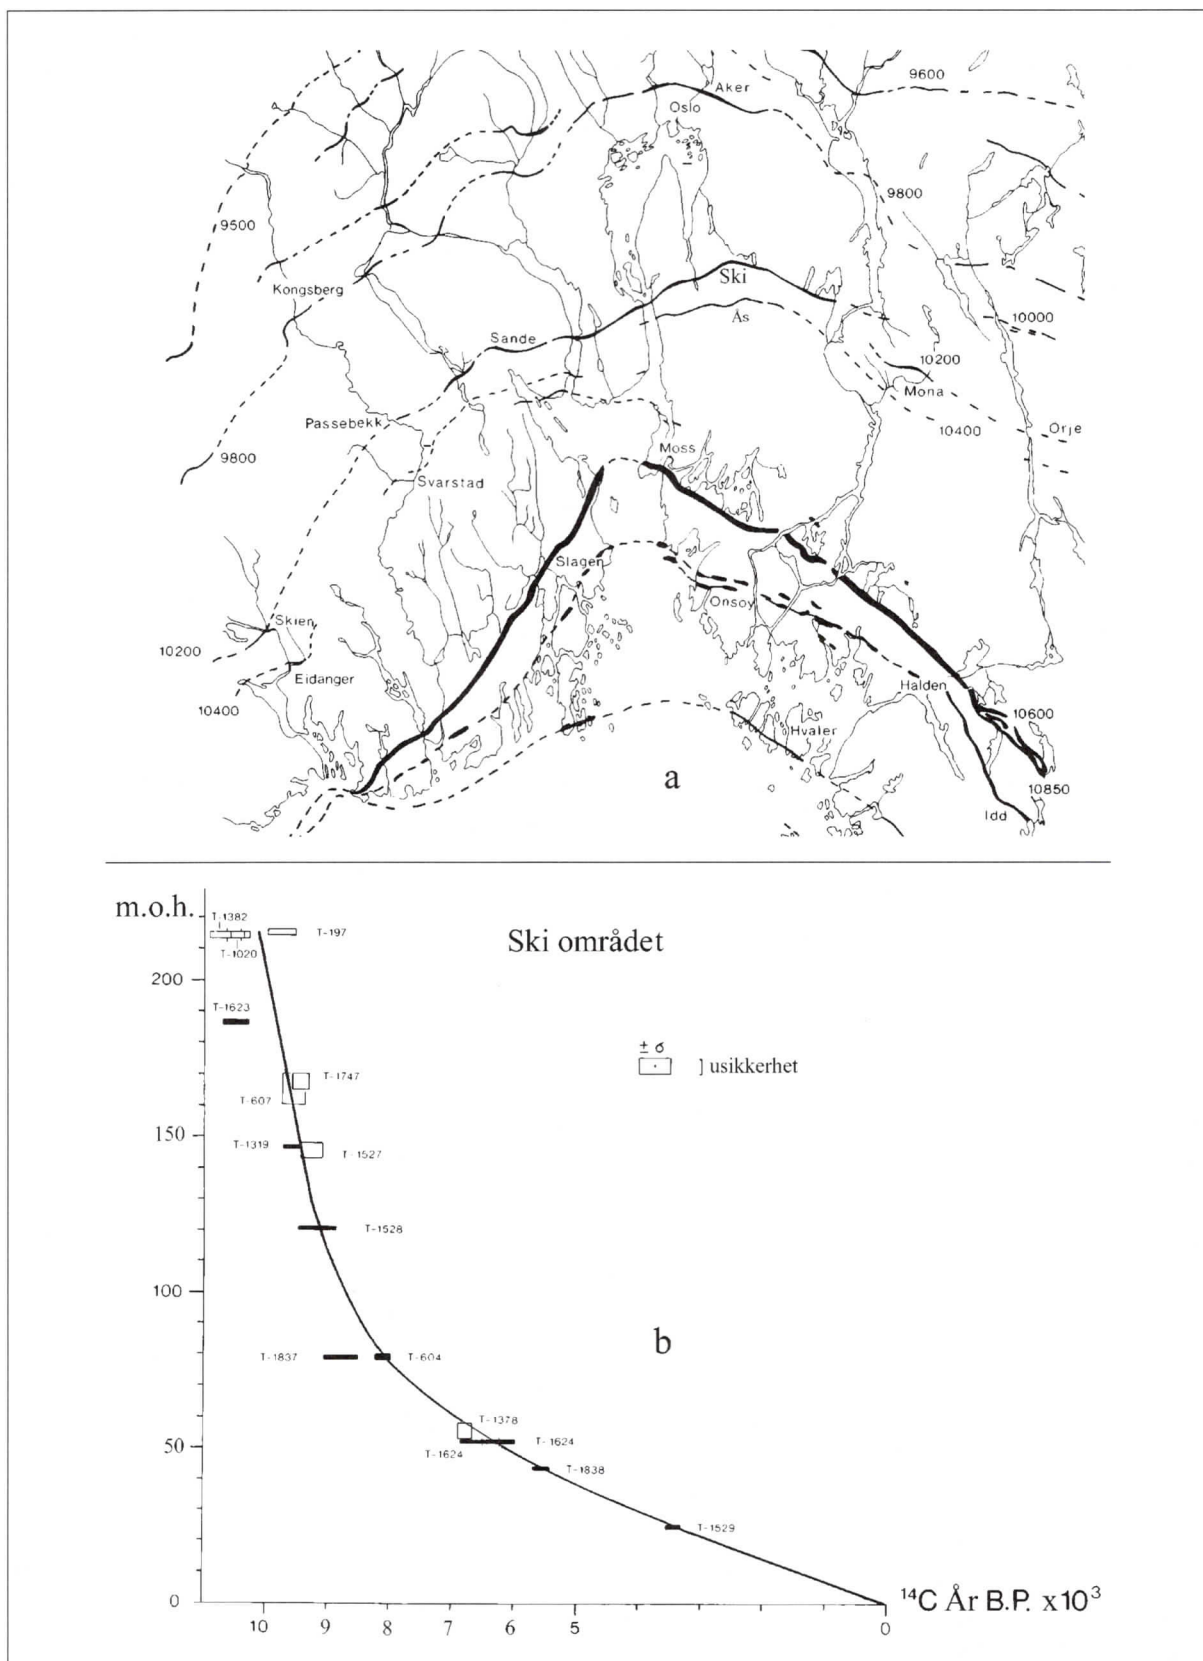 9600
Aker
Oslo
9800
9500
Kongsberg
Ski
10000
Ås
Sande
10200
Mona
Passebekk
10400
Orje
9800
Moss
Svarstad
Slagen
Onsoy
Skien
10200
Eidanger
Halden
10400
10600
Hvaler
a
10850
Idd
m.o.h.
T-1382
T-197
Ski området
T-1020
200
T-1623
± σ
] usikkerhet
T-1747
T-607
150
T-1319
T-1527
T-1528
100
b
T-1837
T-604
T-1378
50
T-1624
T-1624
T-1838
T-1529
0
¹⁴C År B.P. x10³
10 9 8 7 6 5 0